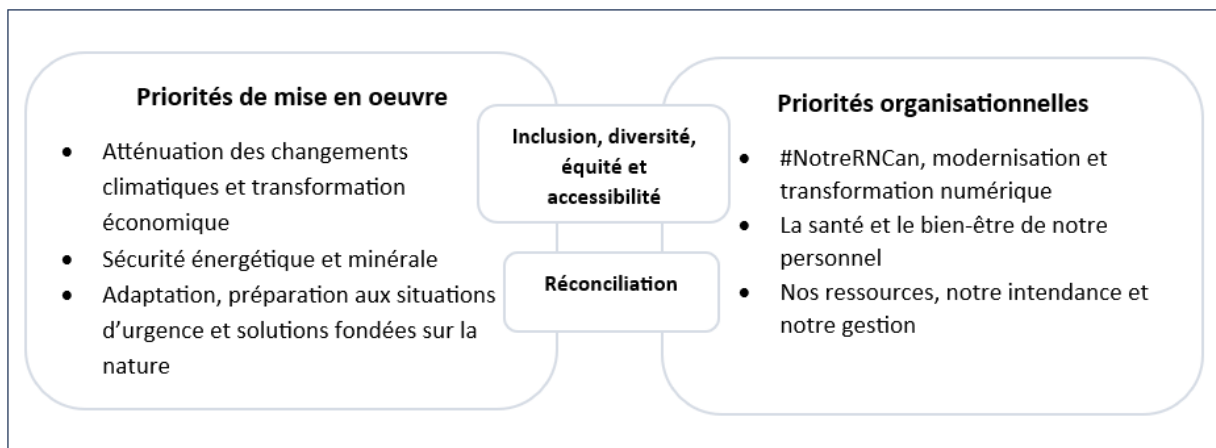 Priorités de mise en oeuvre
• Atténuation des changements
climatiques et transformation
économique
• Sécurité énergétique et minérale
• Adaptation, préparation aux situations
d’urgence et solutions fondées sur la
nature
Inclusion, diversité,
équité et
accessibilité
Réconciliation
Priorités organisationnelles
• #NotreRNCan, modernisation et
transformation numérique
• La santé et le bien-être de notre
personnel
• Nos ressources, notre intendance et
notre gestion